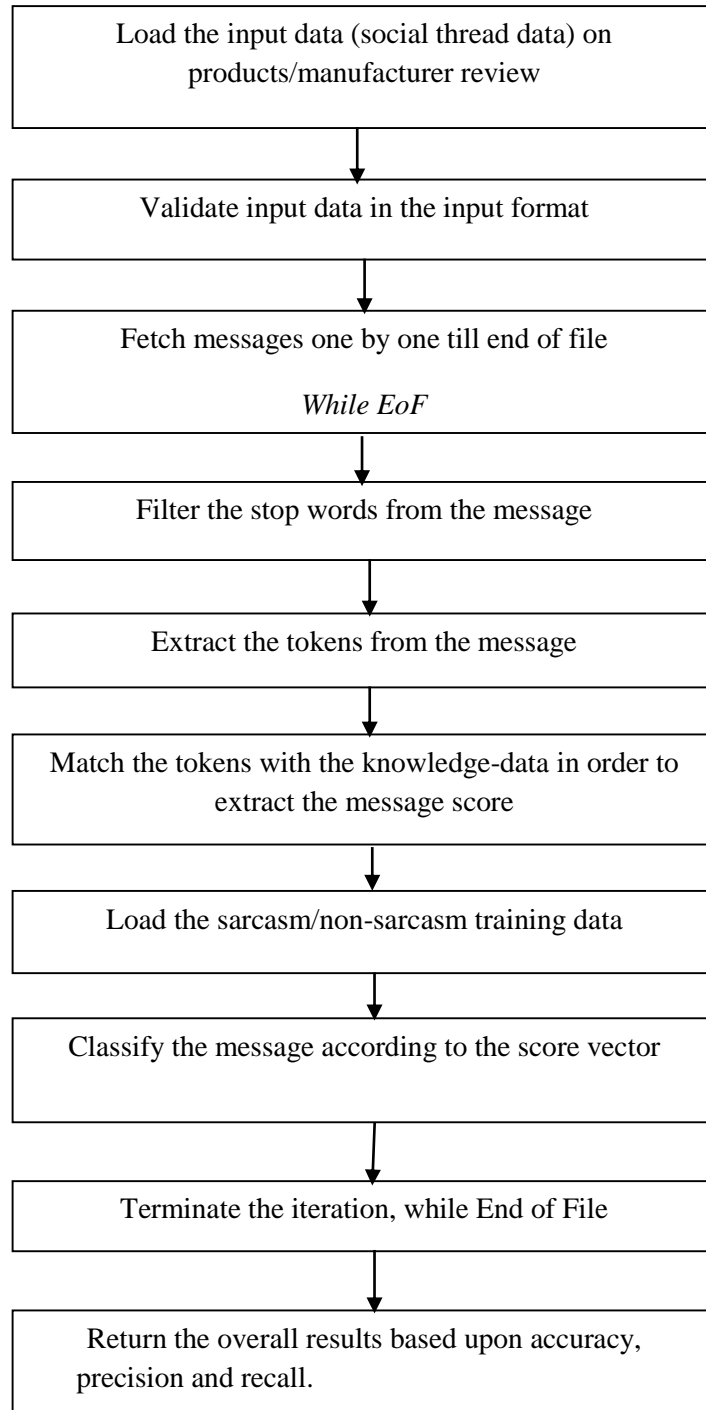 Load the input data (social thread data) on
products/manufacturer review
Validate input data in the input format
Fetch messages one by one till end of file
While EoF
Filter the stop words from the message
Extract the tokens from the message
Match the tokens with the knowledge-data in order to
extract the message score
Load the sarcasm/non-sarcasm training data
Classify the message according to the score vector
Terminate the iteration, while End of File
Return the overall results based upon accuracy,
precision and recall.